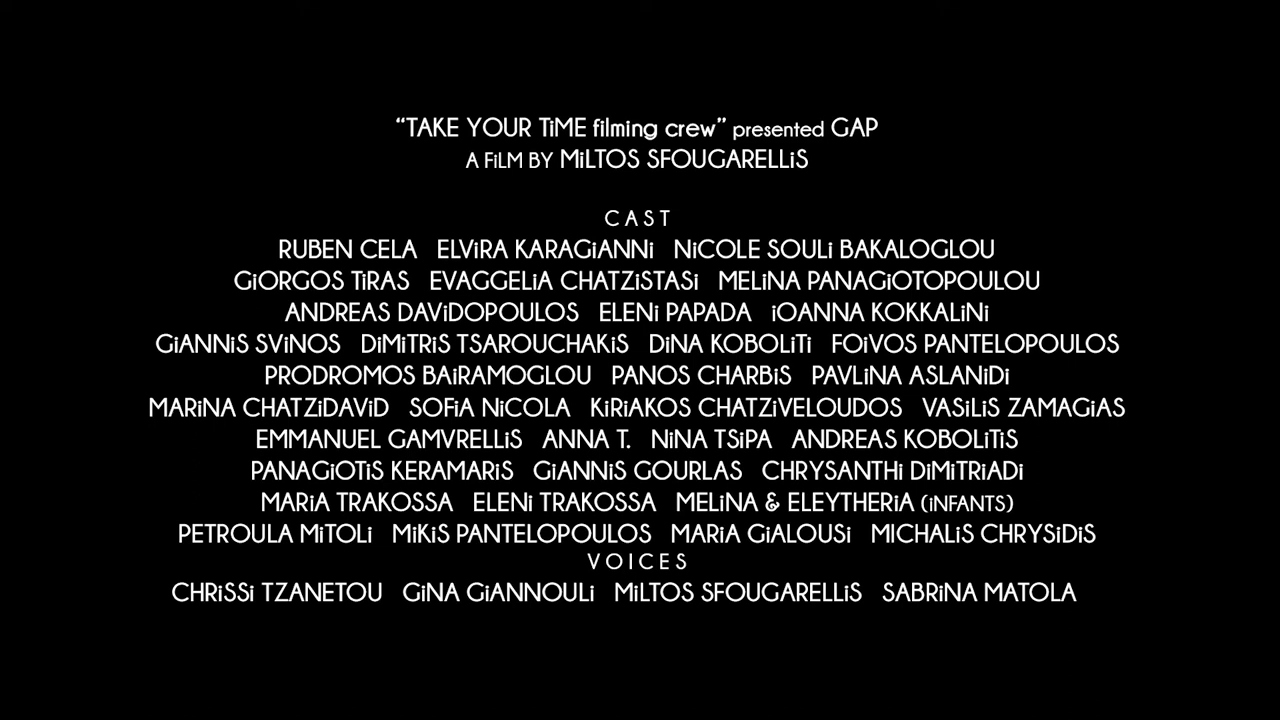 “TAKE YOUR TiME filming crew” presented GAP
A FiLM BY MiLTOS SFOUGARELLiS
CAST
RUBEN CELA ELViRA KARAGiANNi NiCOLE SOULi BAKALOGLOU
GiORGOS TiRAS EVAGGELiA CHATZiSTASi MELiNA PANAGiOTOPOULOU
ANDREAS DAViDOPOULOS ELENi PAPADA iOANNA KOKKALiNi
GiANNiS SViNOS DiMiTRiS TSAROUCHAKiS DiNA KOBOLiTi FOiVOS PANTELOPOULOS
PRODROMOS BAiRAMOGLOU PANOS CHARBiS PAVLiNA ASLANiDi
MARiNA CHATZiDAViD SOFiA NiCOLA KiRiAKOS CHATZiVELOUDOS VASiLiS ZAMAGiAS
EMMANUEL GAMVRELLiS ANNA T. NiNA TSiPA ANDREAS KOBOLiTiS
PANAGiOTiS KERAMARiS GiANNiS GOURLAS CHRYSANTHi DiMiTRiADi
MARiA TRAKOSSA ELENi TRAKOSSA MELiNA & ELEYTHERiA (iNFANTS)
PETROULA MiTOLi MiKiS PANTELOPOULOS MARiA GiALOUSi MICHALiS CHRYSiDiS
VOICES
CHRiSSi TZANETOU GiNA GiANNOULi MiLTOS SFOUGARELLiS SABRiNA MATOLA